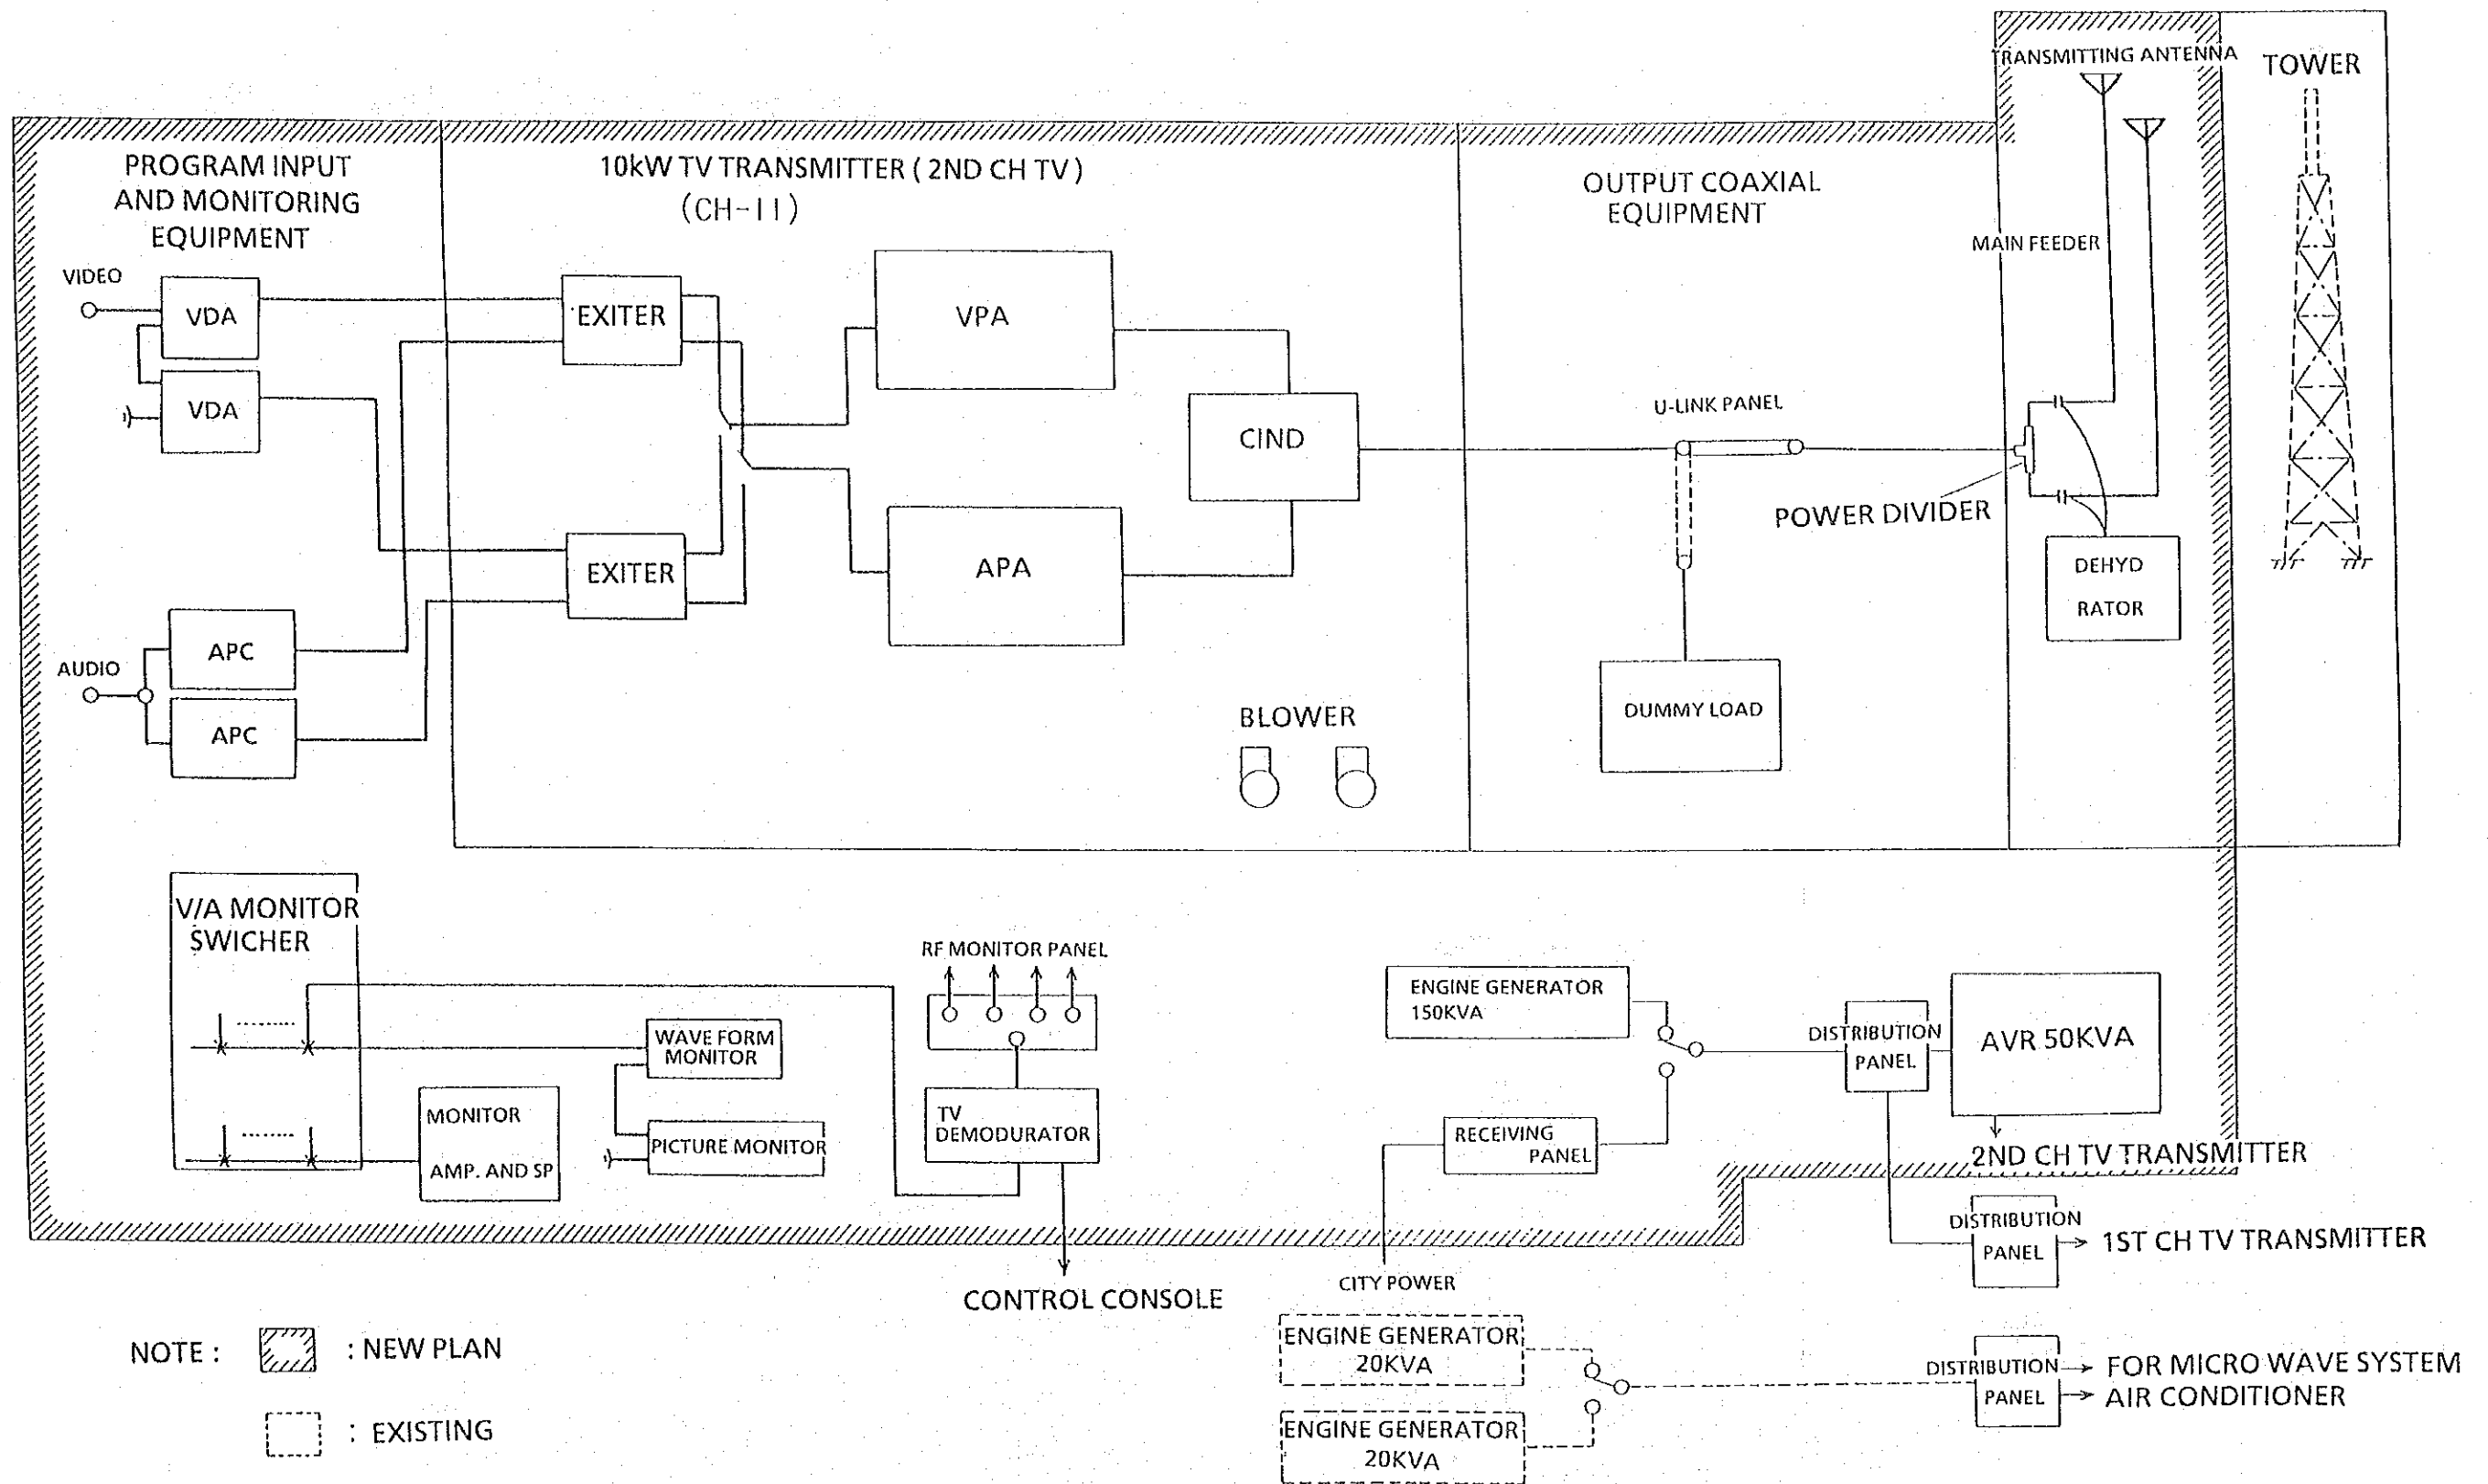 TRANSMITTING ANTENNA
TOWER
PROGRAM INPUT
AND MONITORING
EQUIPMENT
10kW TV TRANSMITTER ( 2ND CH TV )
(CH-11)
OUTPUT COAXIAL
EQUIPMENT
MAIN FEEDER
VIDEO
VDA
EXITER
VPA
VDA
CIND
U-LINK PANEL
POWER DIVIDER
EXITER
APA
DEHYD
RATOR
AUDIO
APC
APC
BLOWER
DUMMY LOAD
V/A MONITOR
SWICHER
RF MONITOR PANEL
WAVE FORM
MONITOR
MONITOR
AMP. AND SP
PICTURE MONITOR
TV
DEMODURATOR
ENGINE GENERATOR
150KVA
DISTRIBUTION
PANEL
AVR 50KVA
RECEIVING
PANEL
2ND CH TV TRANSMITTER
DISTRIBUTION
PANEL
1ST CH TV TRANSMITTER
CITY POWER
CONTROL CONSOLE
ENGINE GENERATOR
20KVA
DISTRIBUTION
PANEL
FOR MICRO WAVE SYSTEM
AIR CONDITIONER
ENGINE GENERATOR
20KVA
NOTE :
: NEW PLAN
: EXISTING